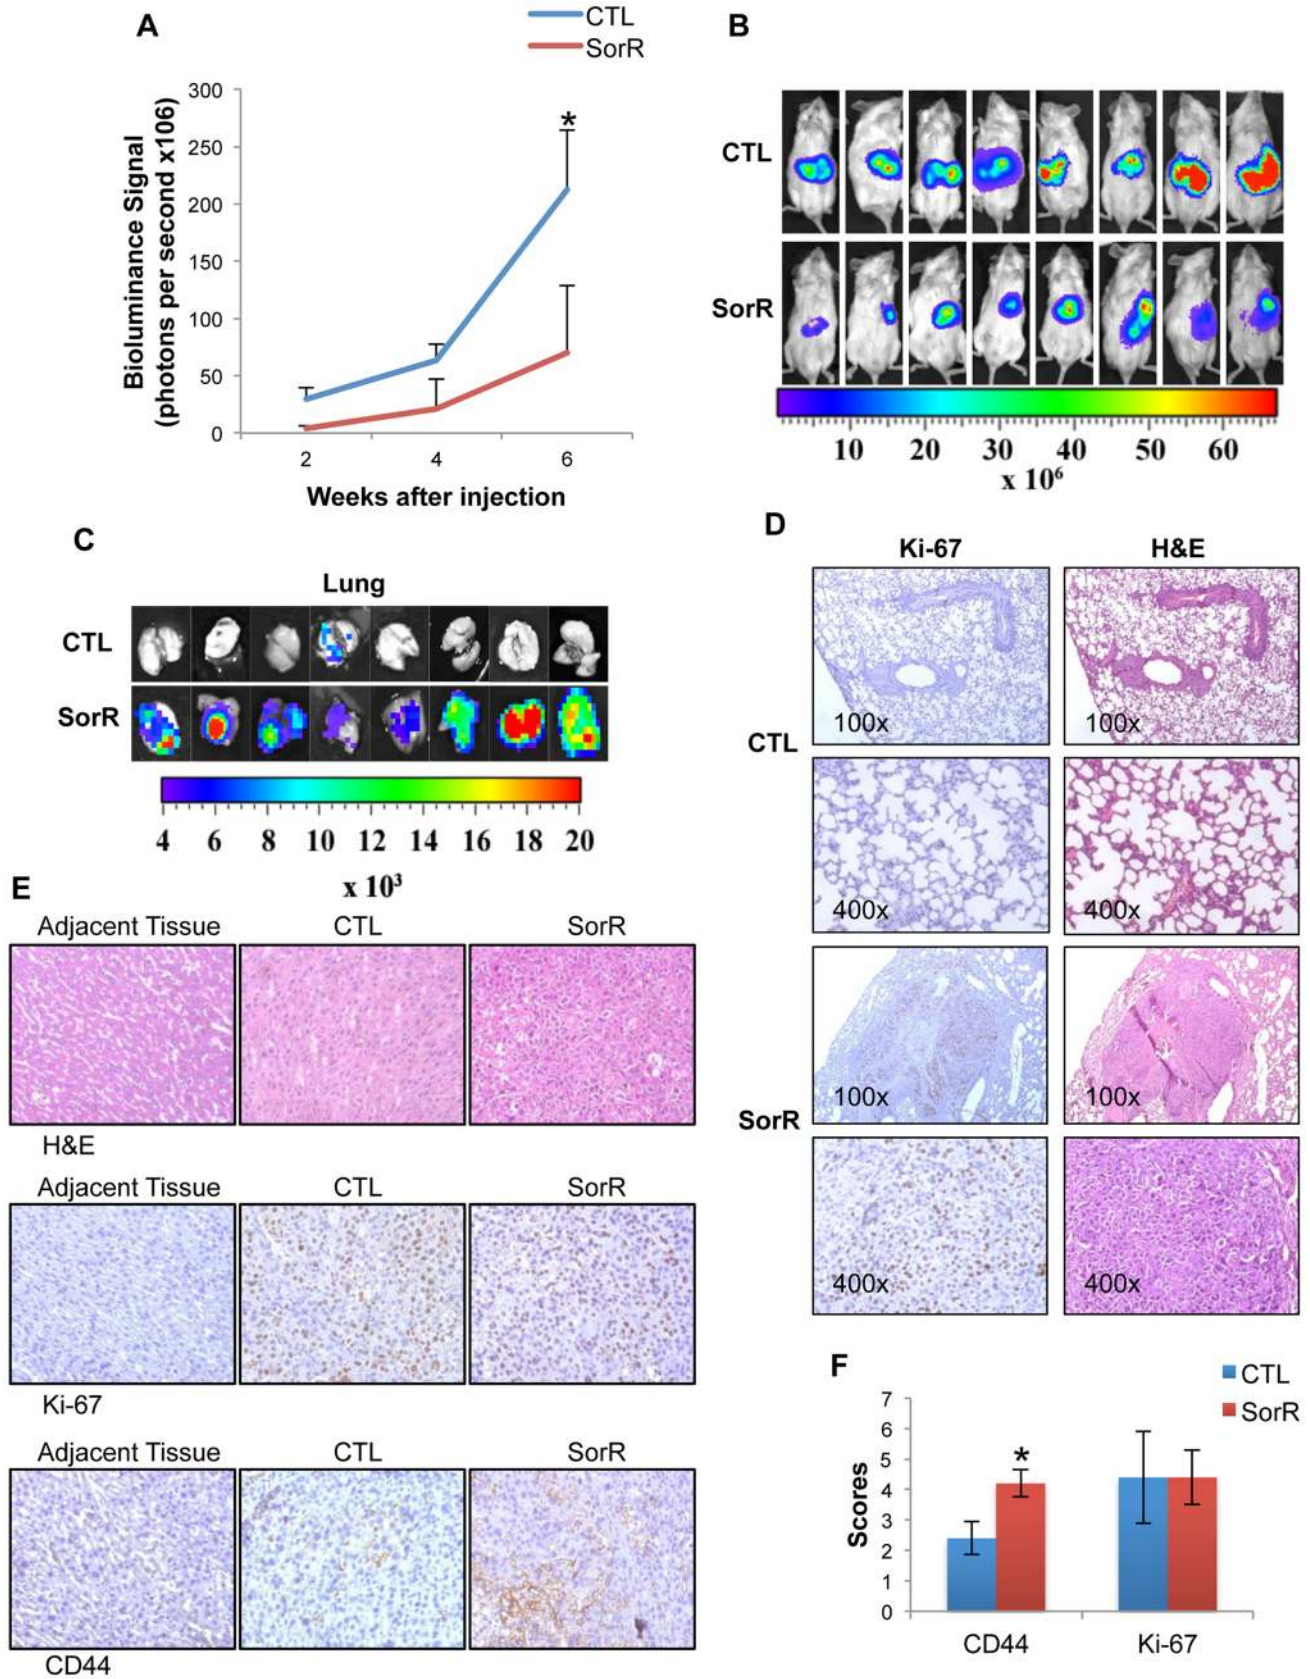 A
CTL
SorR
Bioluminance Signal
(photons per second x106)
300
250
200
150
100
50
0
*
2
4
6
Weeks after injection
B
CTL
SorR
10 20 30 40 50 60
x 10⁶
C
Lung
CTL
SorR
4 6 8 10 12 14 16 18 20
x 10³
D
Ki-67
H&E
CTL
100x
100x
400x
400x
SorR
100x
100x
400x
400x
E
Adjacent Tissue
CTL
SorR
H&E
Adjacent Tissue
CTL
SorR
Ki-67
Adjacent Tissue
CTL
SorR
CD44
F
CTL
SorR
Scores
7
6
5
4
3
2
1
0
*
CD44
Ki-67